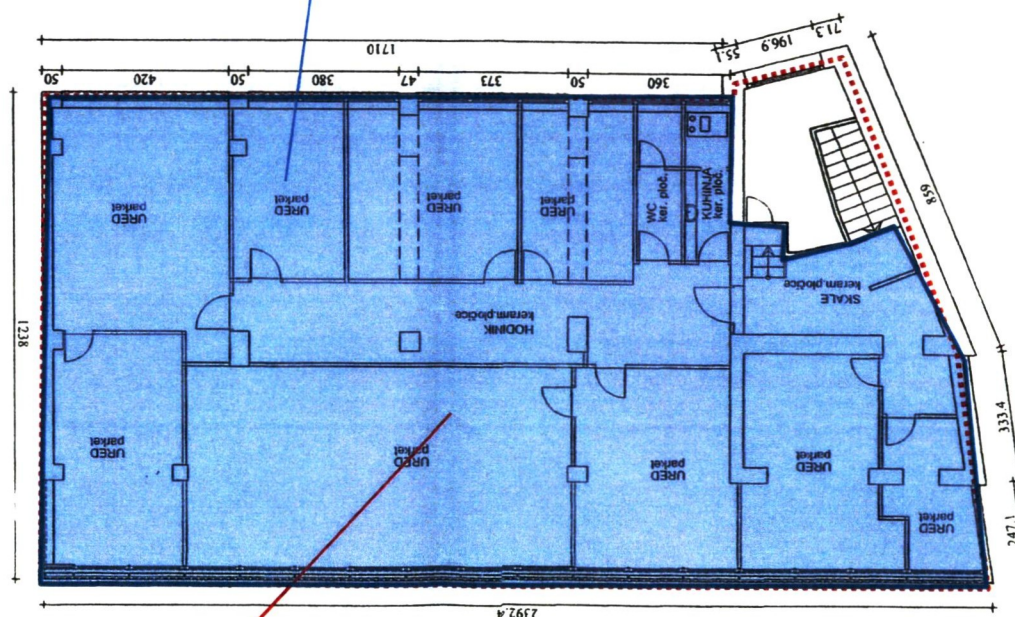 71.3
196.9
55.1
1710
50
420
50
380
47
373
50
360
859
URED
parket
URED
parket
URED
parket
URED
parket
WC
ker. ploč.
KUHINJA
ker. ploč.
SKALE
keram.pločice
HODNIK
keram.pločice
1238
333.4
URED
parket
URED
parket
URED
parket
URED
parket
URED
parket
247.1
2392.4